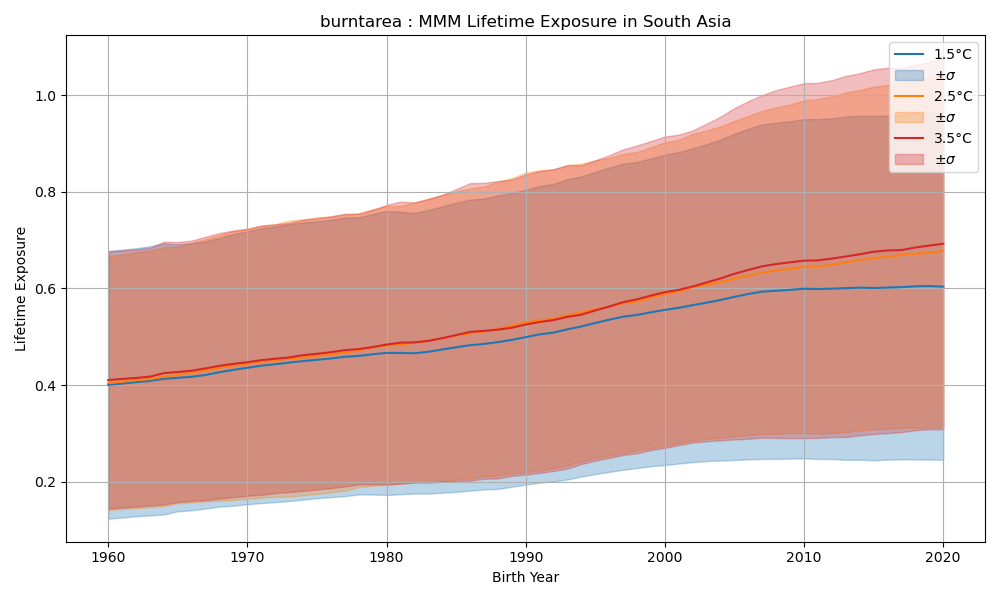 burntarea : MMM Lifetime Exposure in South Asia
1.5°C
±σ
2.5°C
±σ
3.5°C
±σ
Lifetime Exposure
1.0
0.8
0.6
0.4
0.2
1960 1970 1980 1990 2000 2010 2020
Birth Year